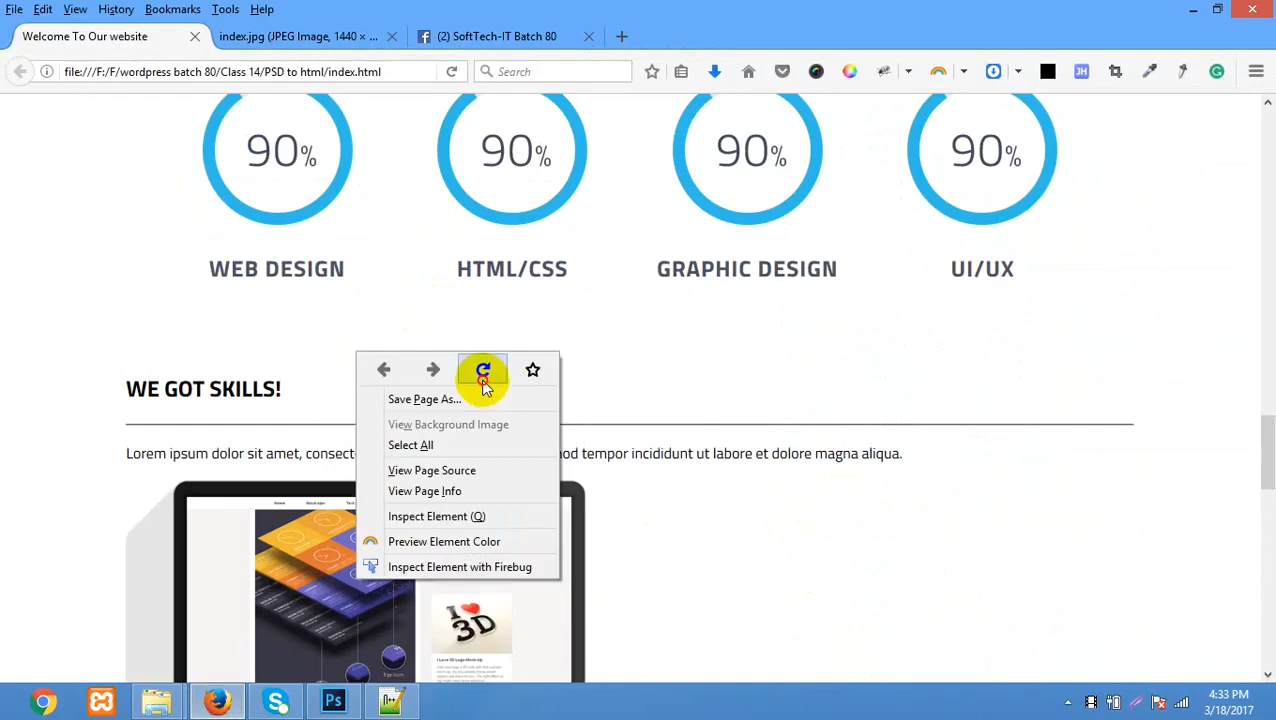 File Edit View History Bookmarks Tools Help
Welcome To Our website
index.jpg (JPEG Image, 1440 × ...
(2) SoftTech-IT Batch 80
file:///F:/F/wordpress batch 80/Class 14/PSD to html/index.html
Search
90% 90% 90% 90%
WEB DESIGN HTML/CSS GRAPHIC DESIGN UI/UX
WE GOT SKILLS!
Save Page As...
View Background Image
Select All
Lorem ipsum dolor sit amet, consect
od tempor incididunt ut labore et dolore magna aliqua.
View Page Source
View Page Info
Inspect Element (Q)
Preview Element Color
Inspect Element with Firebug
I ❤ 3D
4:33 PM
3/18/2017